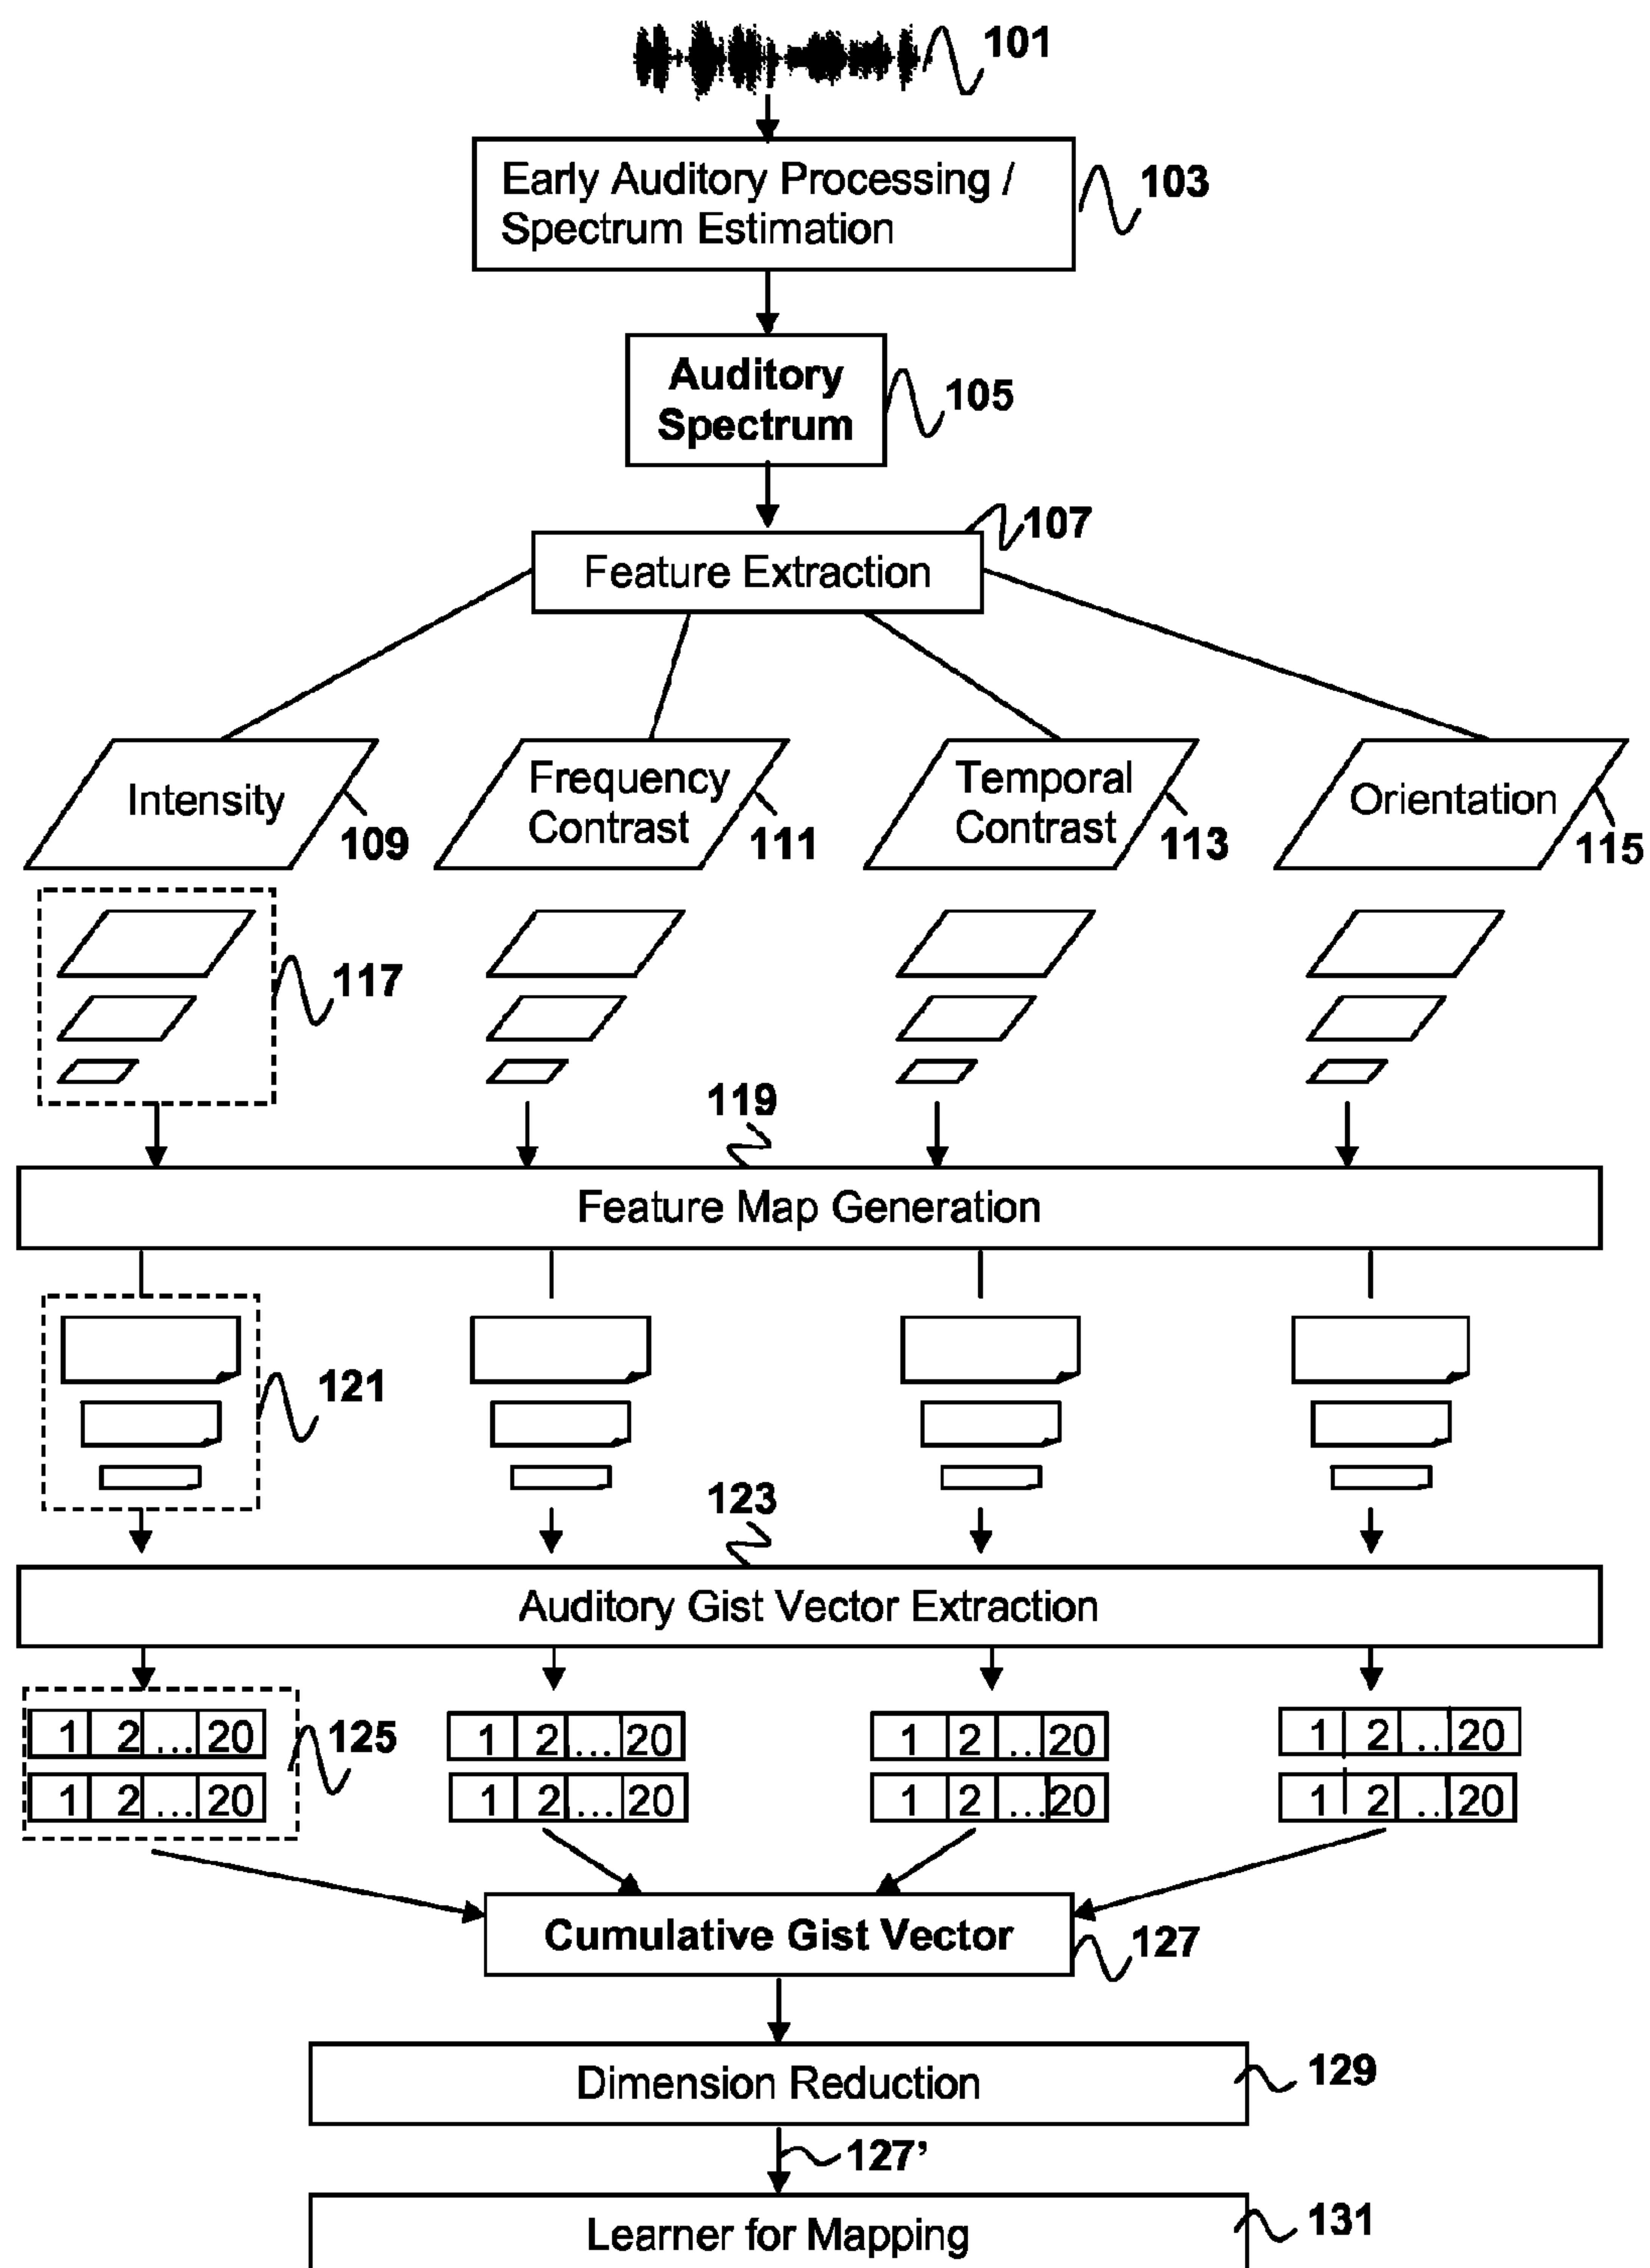 101
Early Auditory Processing /
Spectrum Estimation
103
Auditory
Spectrum
105
107
Feature Extraction
Intensity
109
Frequency
Contrast
111
Temporal
Contrast
113
Orientation
115
117
119
Feature Map Generation
121
123
Auditory Gist Vector Extraction
1 2 ... 20
1 2 ... 20
125
1 2 ... 20
1 2 ... 20
1 2 ... 20
1 2 ... 20
1 2 .. 20
1 2 .. 20
Cumulative Gist Vector
127
Dimension Reduction
129
127’
Learner for Mapping
131